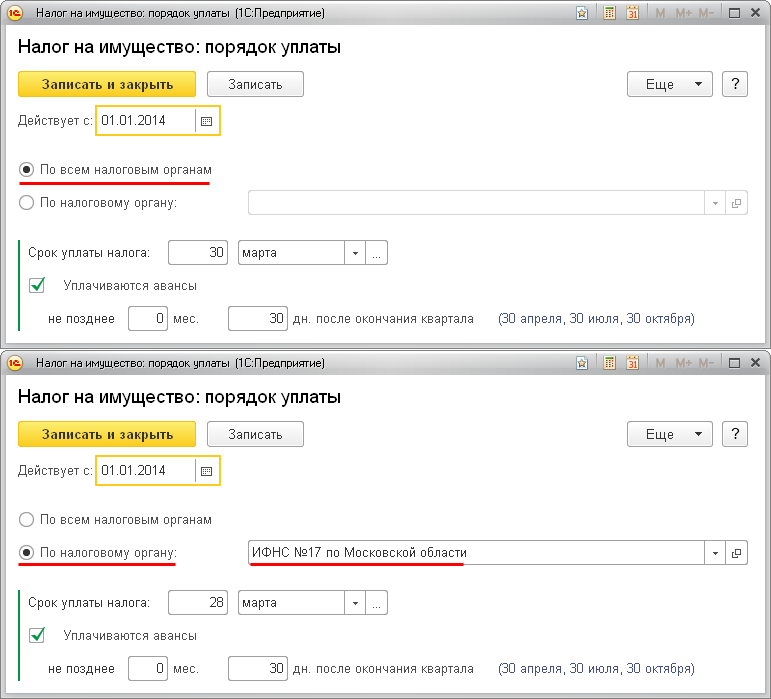 Налог на имущество: порядок уплаты (1С:Предприятие) 31 M M+ M-
Налог на имущество: порядок уплаты
Записать и закрыть Записать Еще ?
Действует с: 01.01.2014
По всем налоговым органам
По налоговому органу:
Срок уплаты налога: 30 марта ...
Уплачиваются авансы
не позднее 0 мес. 30 дн. после окончания квартала (30 апреля, 30 июля, 30 октября)
Налог на имущество: порядок уплаты (1С:Предприятие) 31 M M+ M-
Налог на имущество: порядок уплаты
Записать и закрыть Записать Еще ?
Действует с: 01.01.2014
По всем налоговым органам
По налоговому органу: ИФНС №17 по Московской области
Срок уплаты налога: 28 марта ...
Уплачиваются авансы
не позднее 0 мес. 30 дн. после окончания квартала (30 апреля, 30 июля, 30 октября)